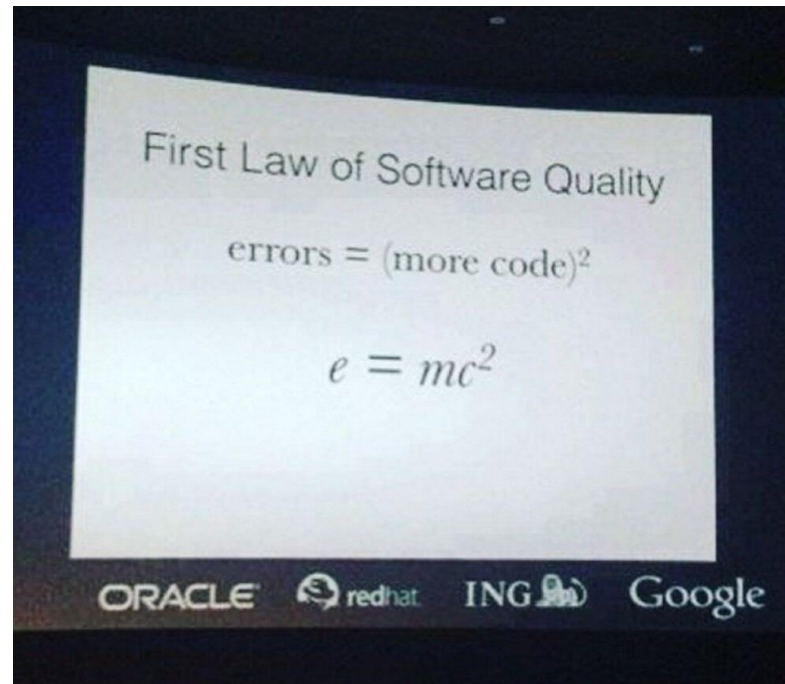 First Law of Software Quality
errors = (more code)²
e = mc²
ORACLE redhat. ING Google